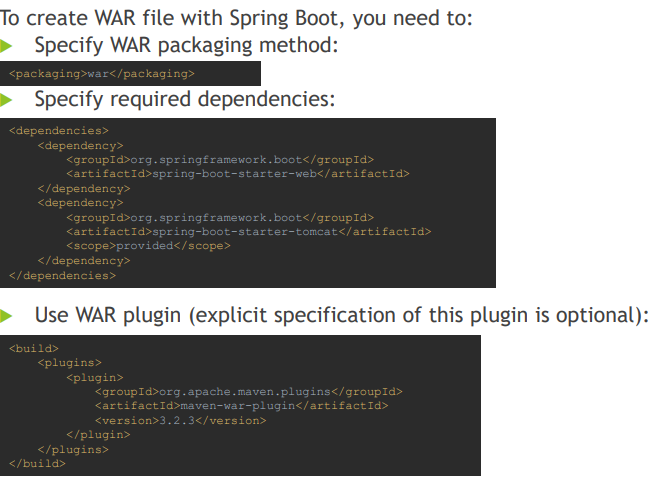 To create WAR file with Spring Boot, you need to:
Specify WAR packaging method:
<packaging>war</packaging>
Specify required dependencies:
<dependencies>
<dependency>
<groupId>org.springframework.boot</groupId>
<artifactId>spring-boot-starter-web</artifactId>
</dependency>
<dependency>
<groupId>org.springframework.boot</groupId>
<artifactId>spring-boot-starter-tomcat</artifactId>
<scope>provided</scope>
</dependency>
</dependencies>
Use WAR plugin (explicit specification of this plugin is optional):
<build>
<plugins>
<plugin>
<groupId>org.apache.maven.plugins</groupId>
<artifactId>maven-war-plugin</artifactId>
<version>3.2.3</version>
</plugin>
</plugins>
</build>